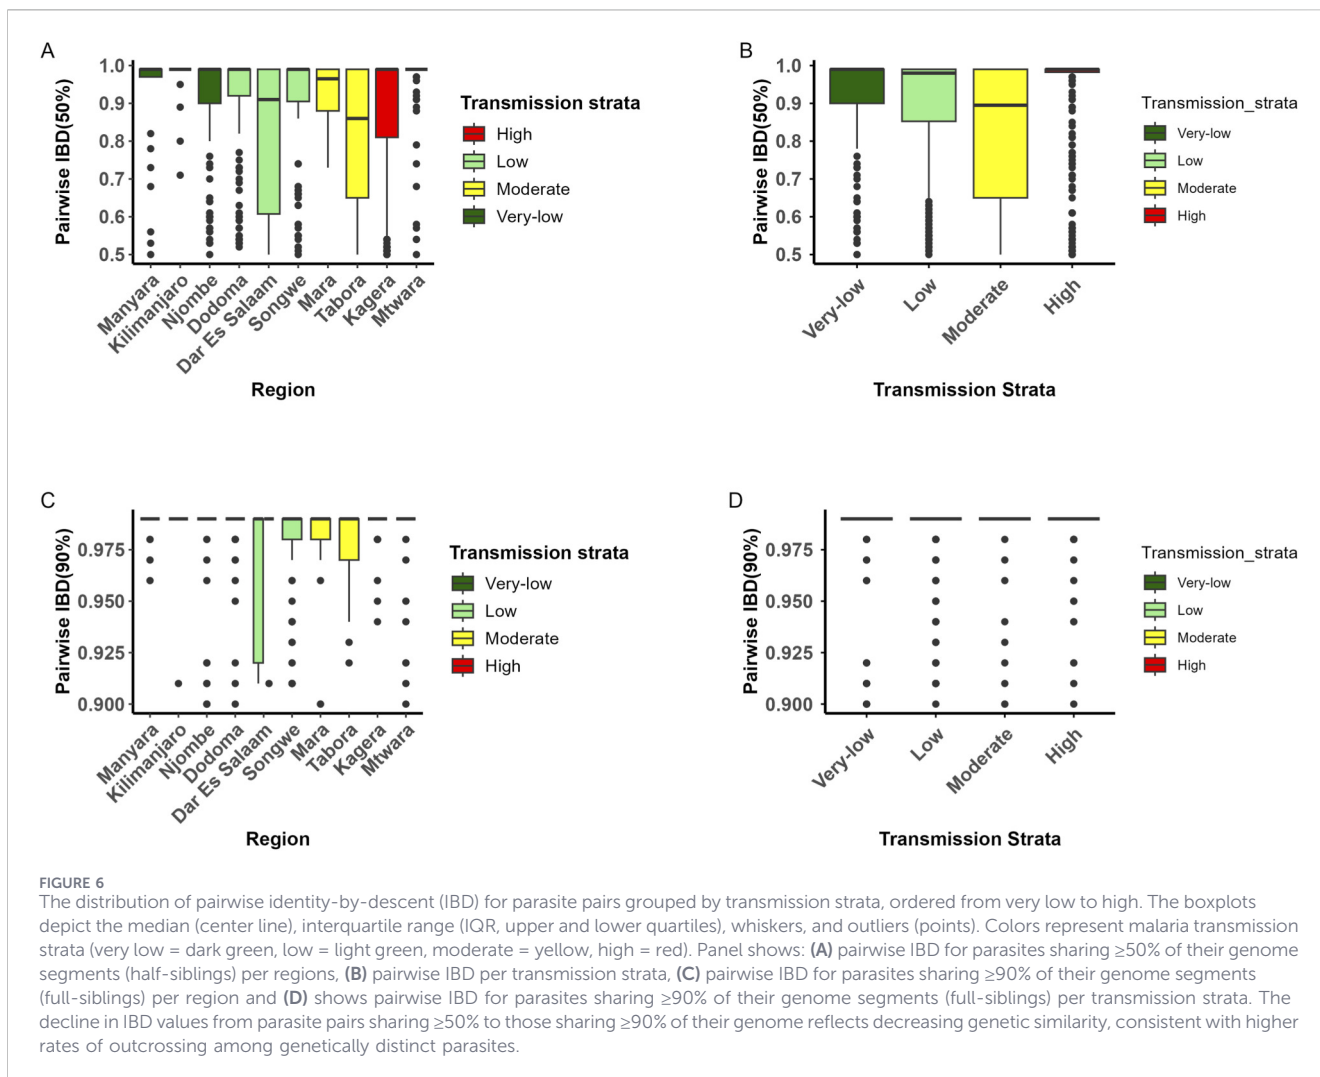 A
Pairwise IBD(50%)
1.0
0.9
0.8
0.7
0.6
0.5
Manyara
Kilimanjaro
Njombe
Dodoma
Dar Es Salaam
Songwe
Mara
Tabora
Kagera
Mtwara
Region
Transmission strata
High
Low
Moderate
Very-low
B
Pairwise IBD(50%)
1.0
0.9
0.8
0.7
0.6
0.5
Very-low
Low
Moderate
High
Transmission Strata
Transmission_strata
Very-low
Low
Moderate
High
C
Pairwise IBD(90%)
0.975
0.950
0.925
0.900
Manyara
Kilimanjaro
Njombe
Dodoma
Dar Es Salaam
Songwe
Mara
Tabora
Kagera
Mtwara
Region
Transmission strata
Very-low
Low
Moderate
High
D
Pairwise IBD(90%)
0.975
0.950
0.925
0.900
Very-low
Low
Moderate
High
Transmission Strata
Transmission_strata
Very-low
Low
Moderate
High
FIGURE 6
The distribution of pairwise identity-by-descent (IBD) for parasite pairs grouped by transmission strata, ordered from very low to high. The boxplots
depict the median (center line), interquartile range (IQR, upper and lower quartiles), whiskers, and outliers (points). Colors represent malaria transmission
strata (very low = dark green, low = light green, moderate = yellow, high = red). Panel shows: (A) pairwise IBD for parasites sharing ≥50% of their genome
segments (half-siblings) per regions, (B) pairwise IBD per transmission strata, (C) pairwise IBD for parasites sharing ≥90% of their genome segments
(full-siblings) per region and (D) shows pairwise IBD for parasites sharing ≥90% of their genome segments (full-siblings) per transmission strata. The
decline in IBD values from parasite pairs sharing ≥50% to those sharing ≥90% of their genome reflects decreasing genetic similarity, consistent with higher
rates of outcrossing among genetically distinct parasites.